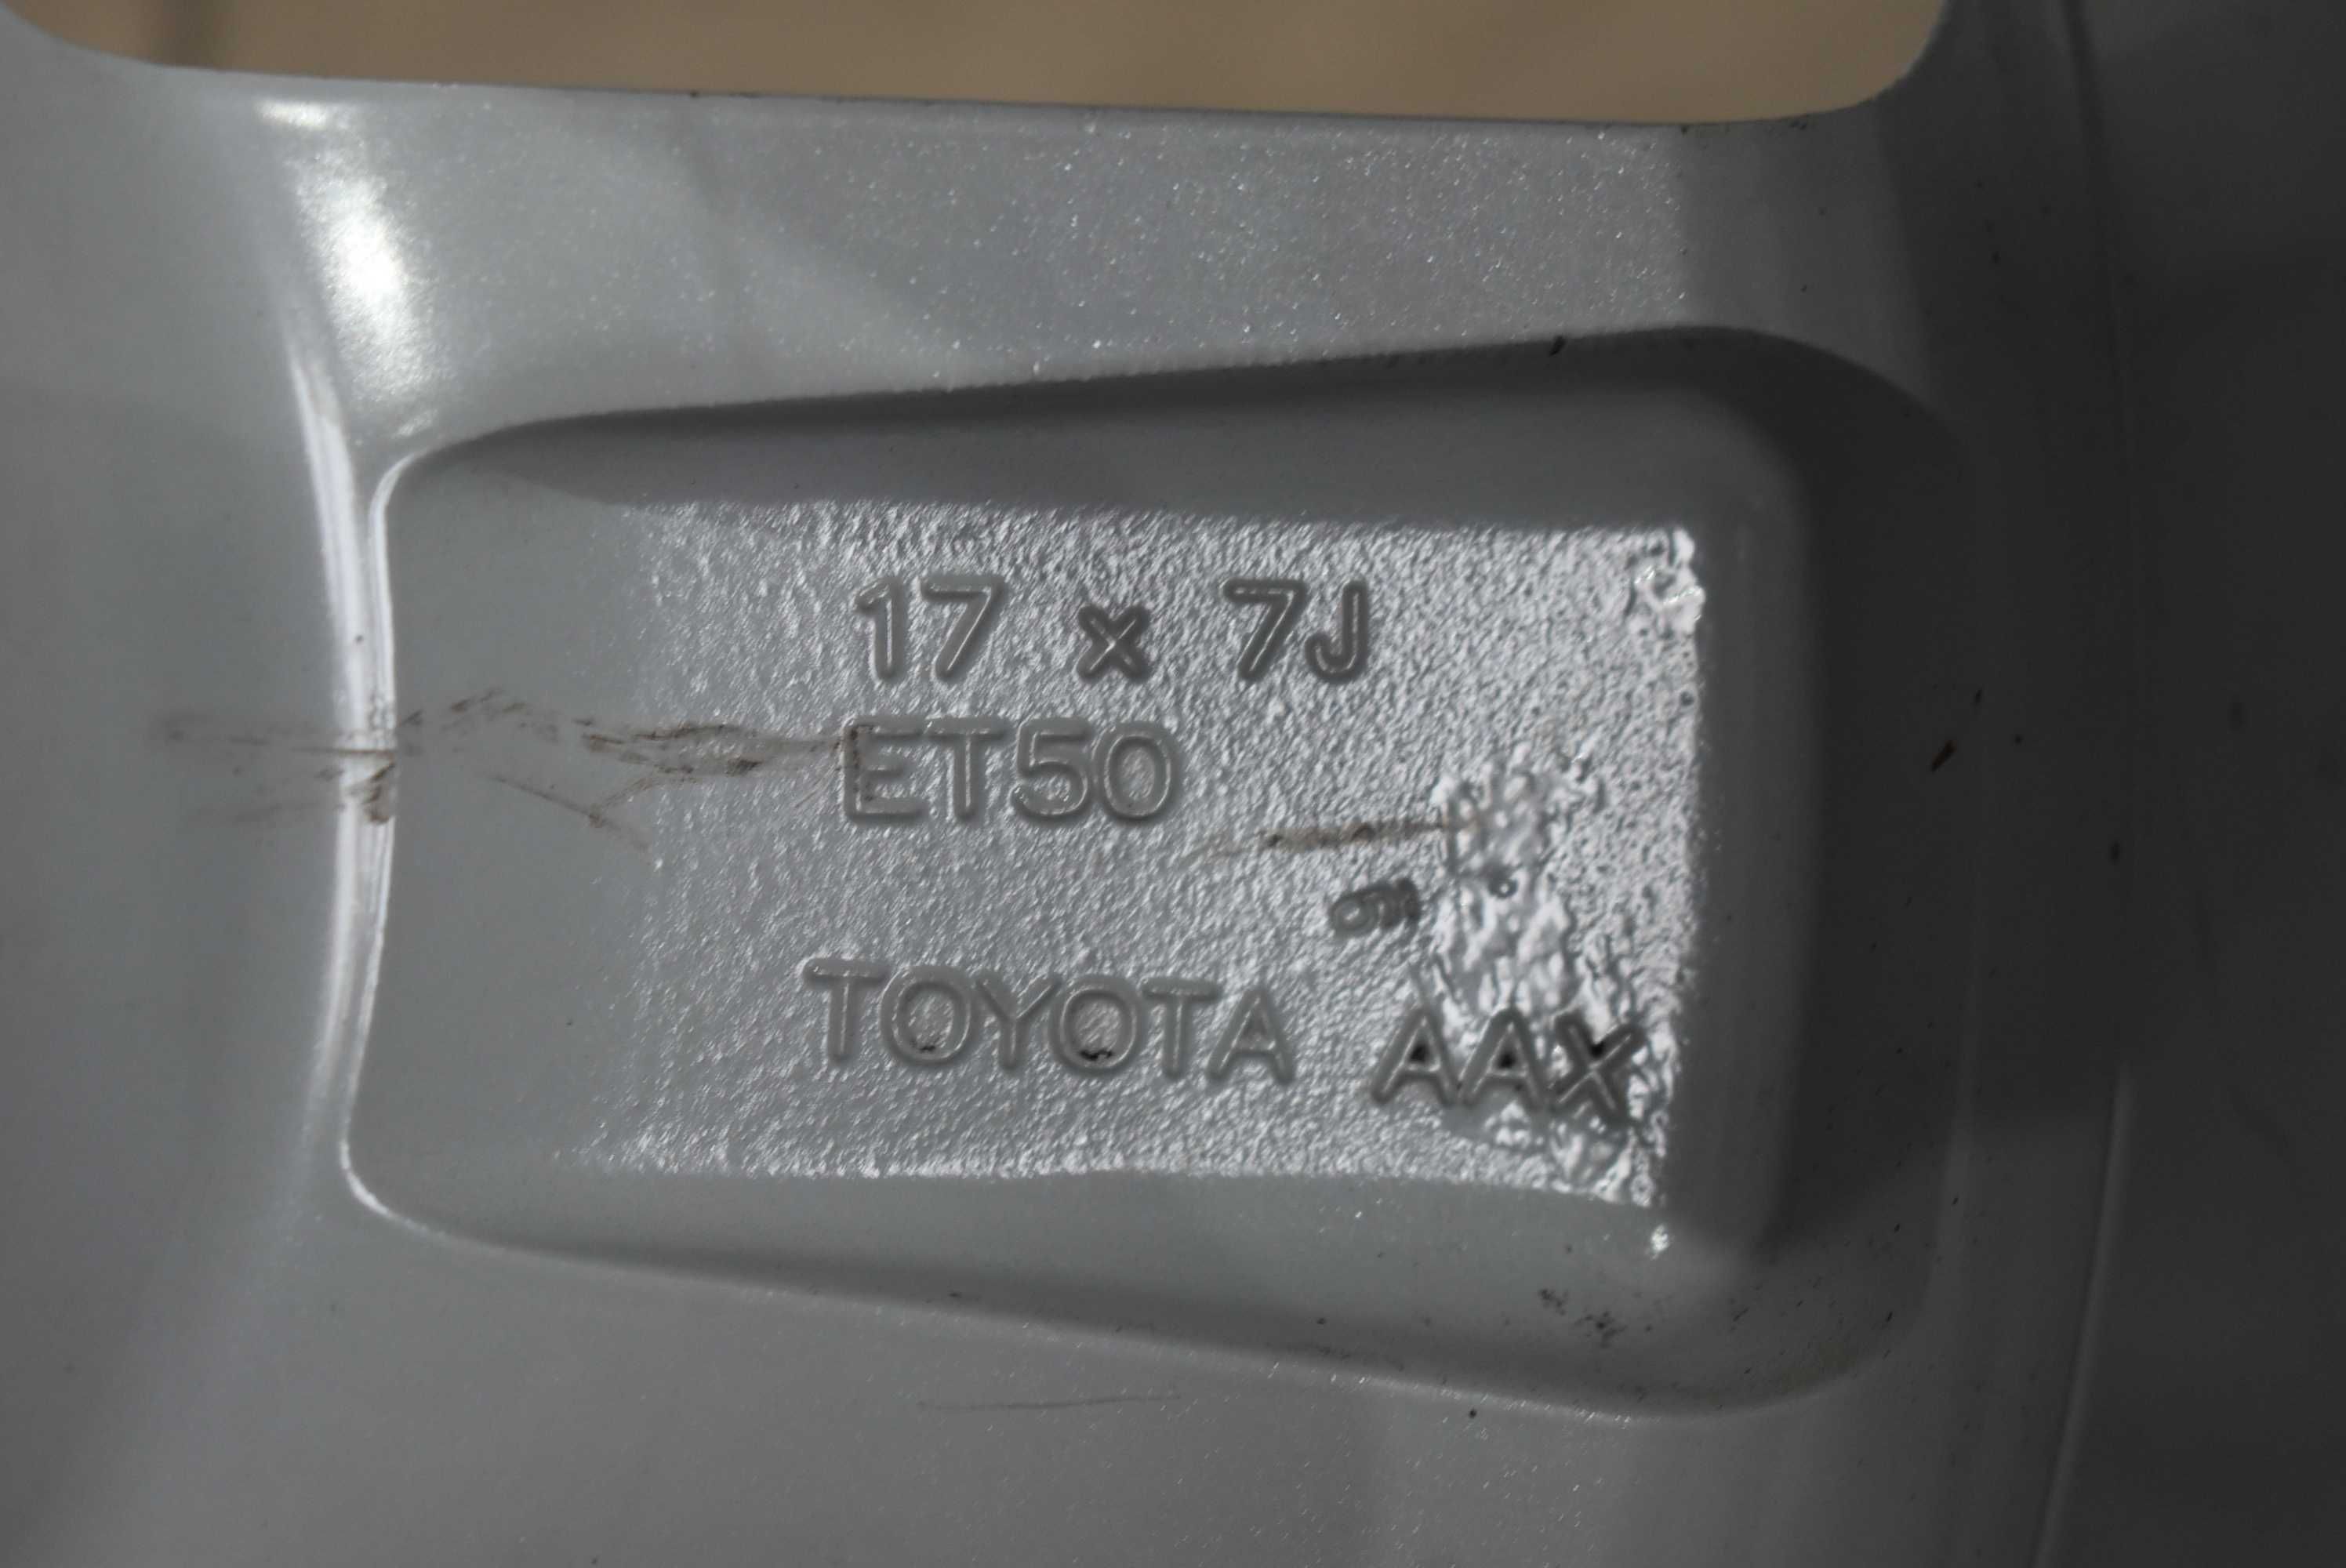 17 x 7J
ET50
TOYOTA AAX